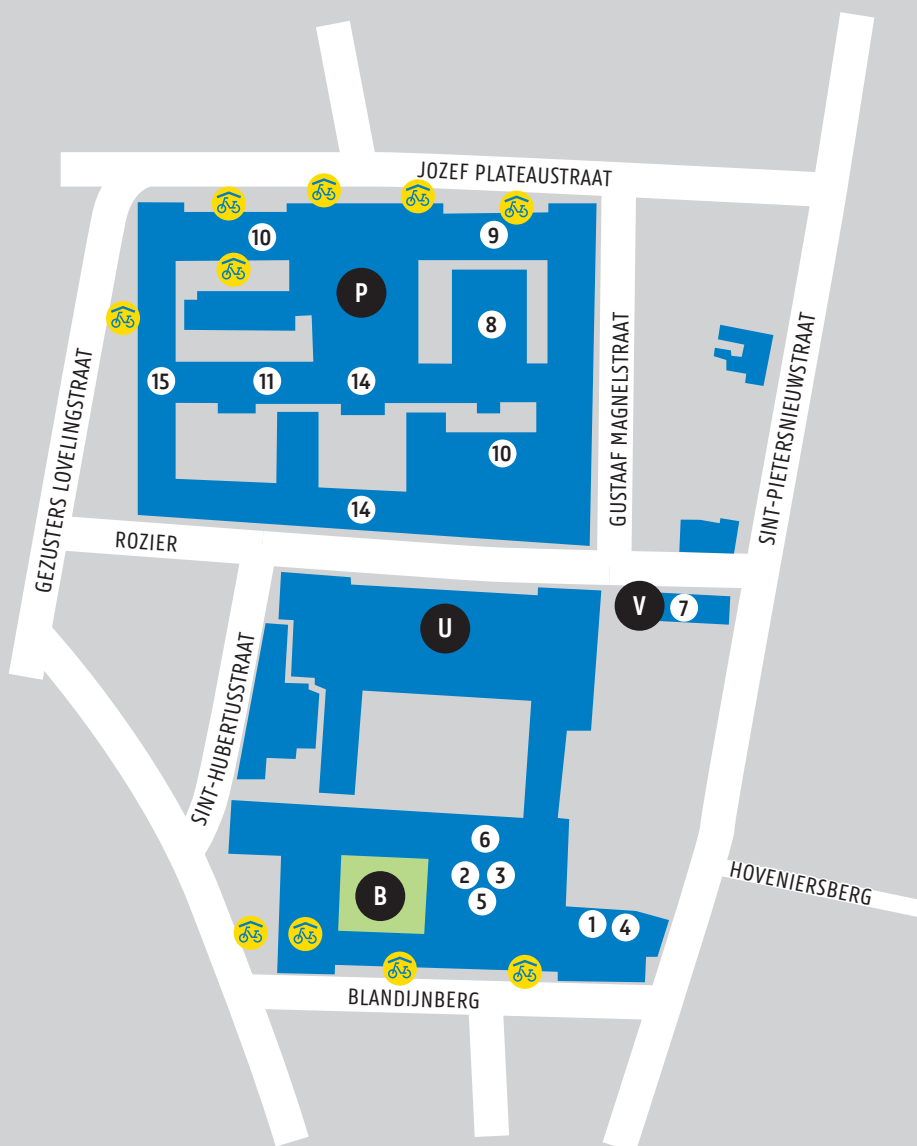 JOZEF PLATEAUSTRAAT
10
9
P
8
GUSTAAF MAGNELSTRAAT
SINT-PIETERSNIEUWSTRAAT
GEZUSTERS LOVELINGSTRAAT
15
11
14
10
14
ROZIER
V
7
U
SINT-HUBERTUSSTRAAT
6
2
3
5
B
HOVENIERSBERG
1
4
BLANDIJNBERG